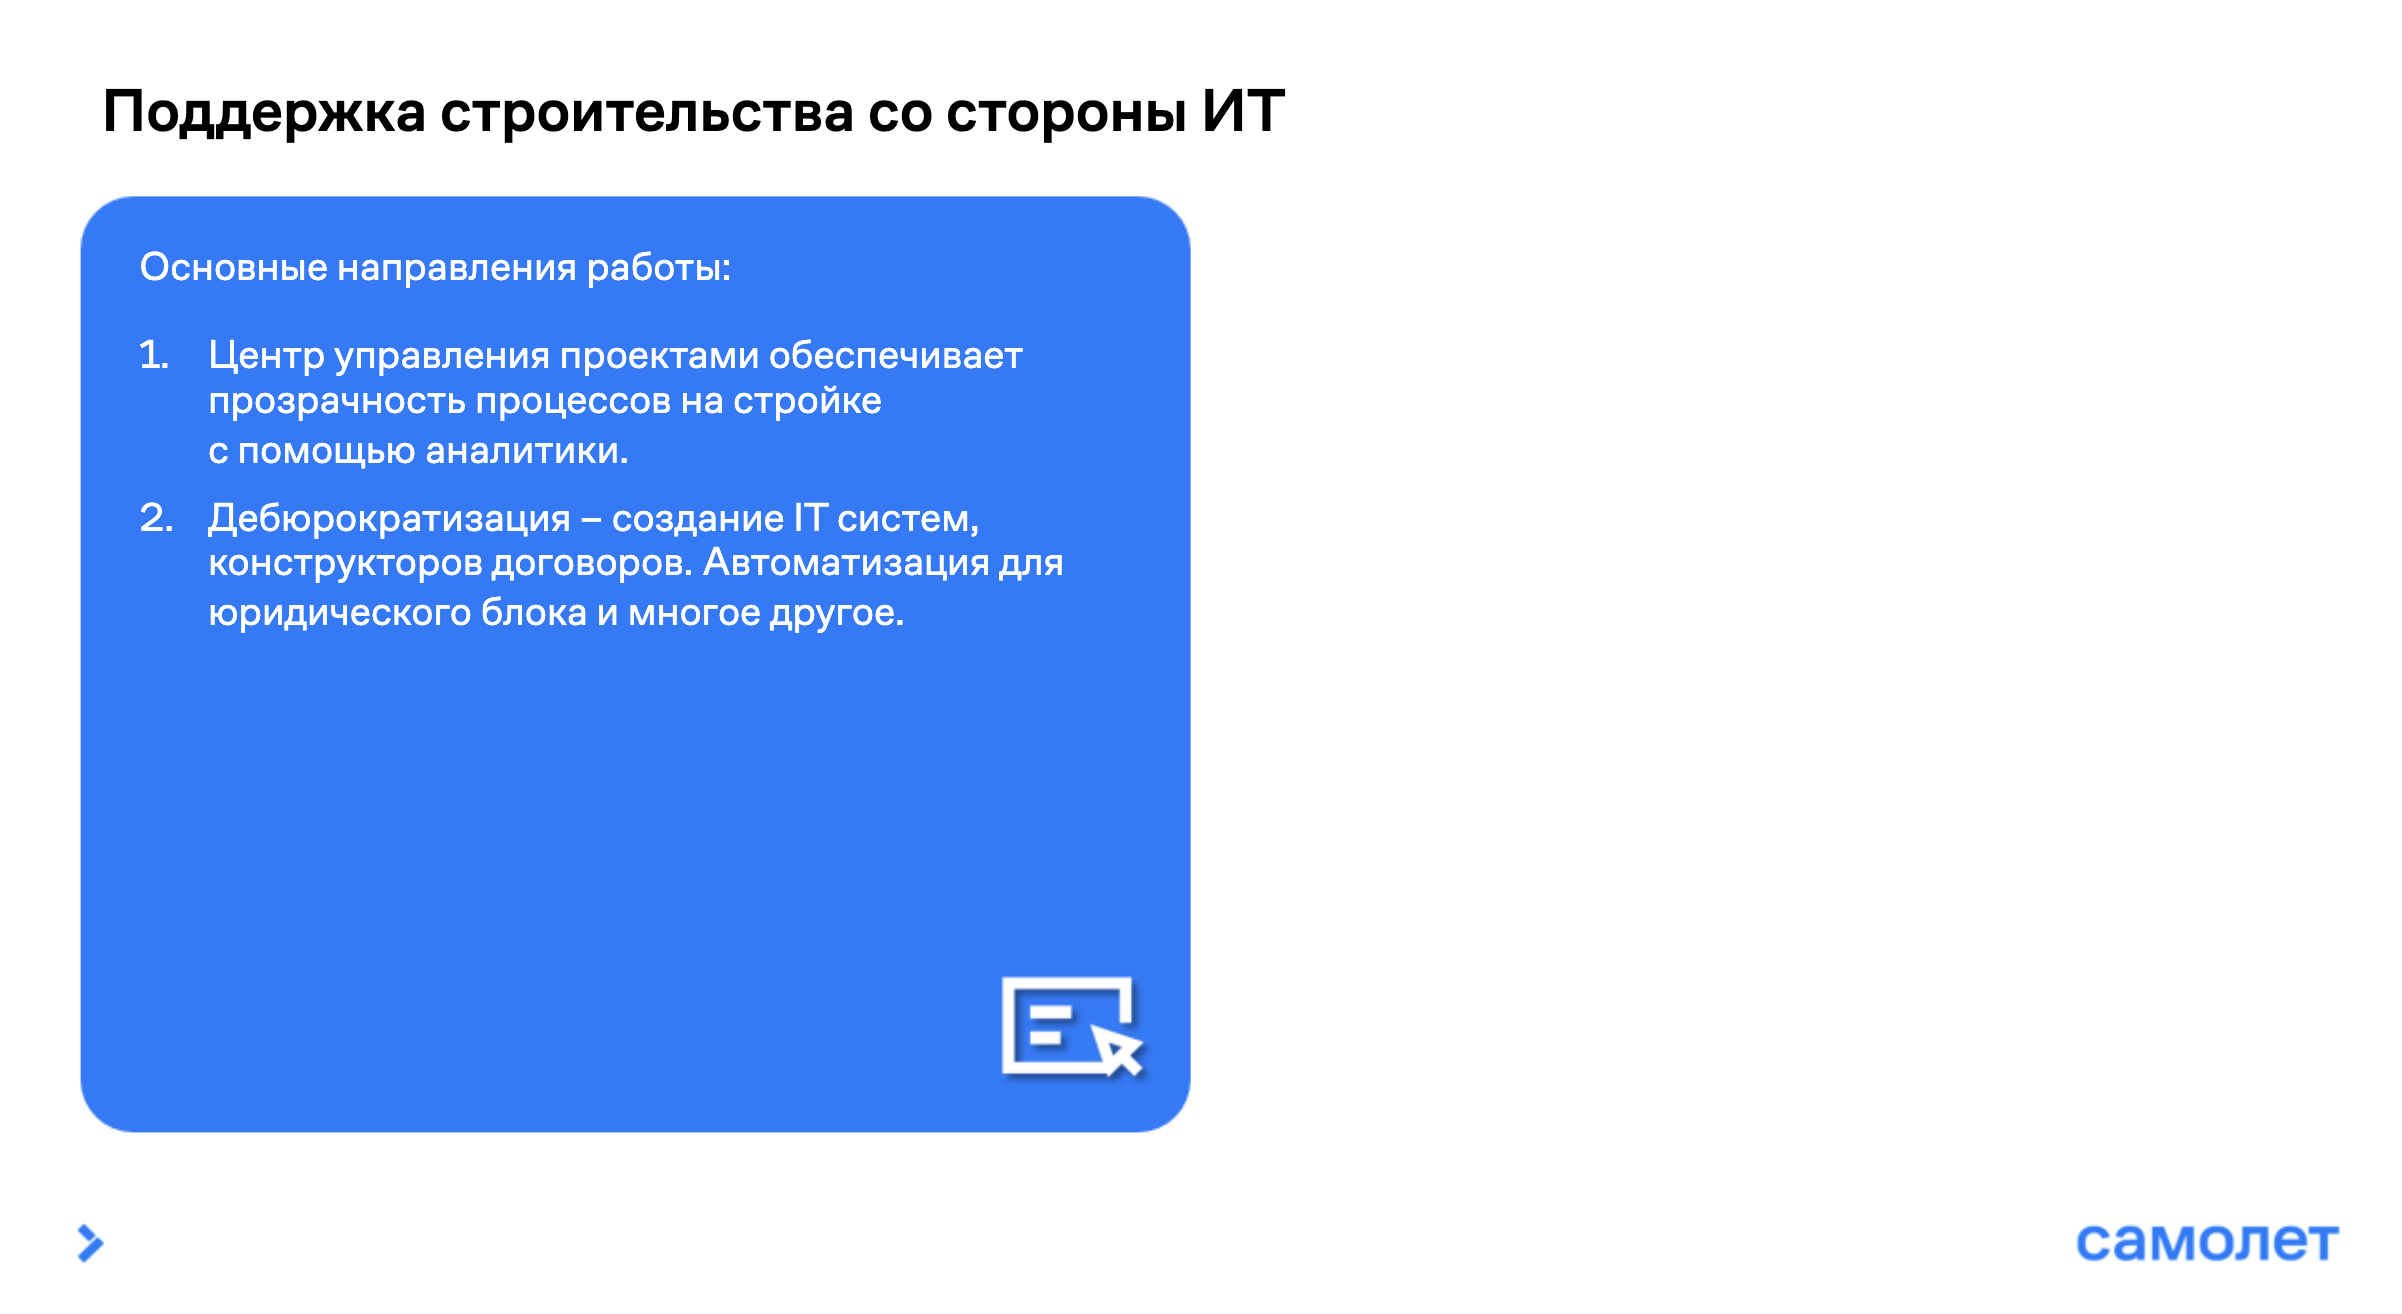 Поддержка строительства со стороны ИТ
Основные направления работы:
1. Центр управления проектами обеспечивает
прозрачность процессов на стройке
с помощью аналитики.
2. Дебюрократизация – создание IT систем,
конструкторов договоров. Автоматизация для
юридического блока и многое другое.
самолет